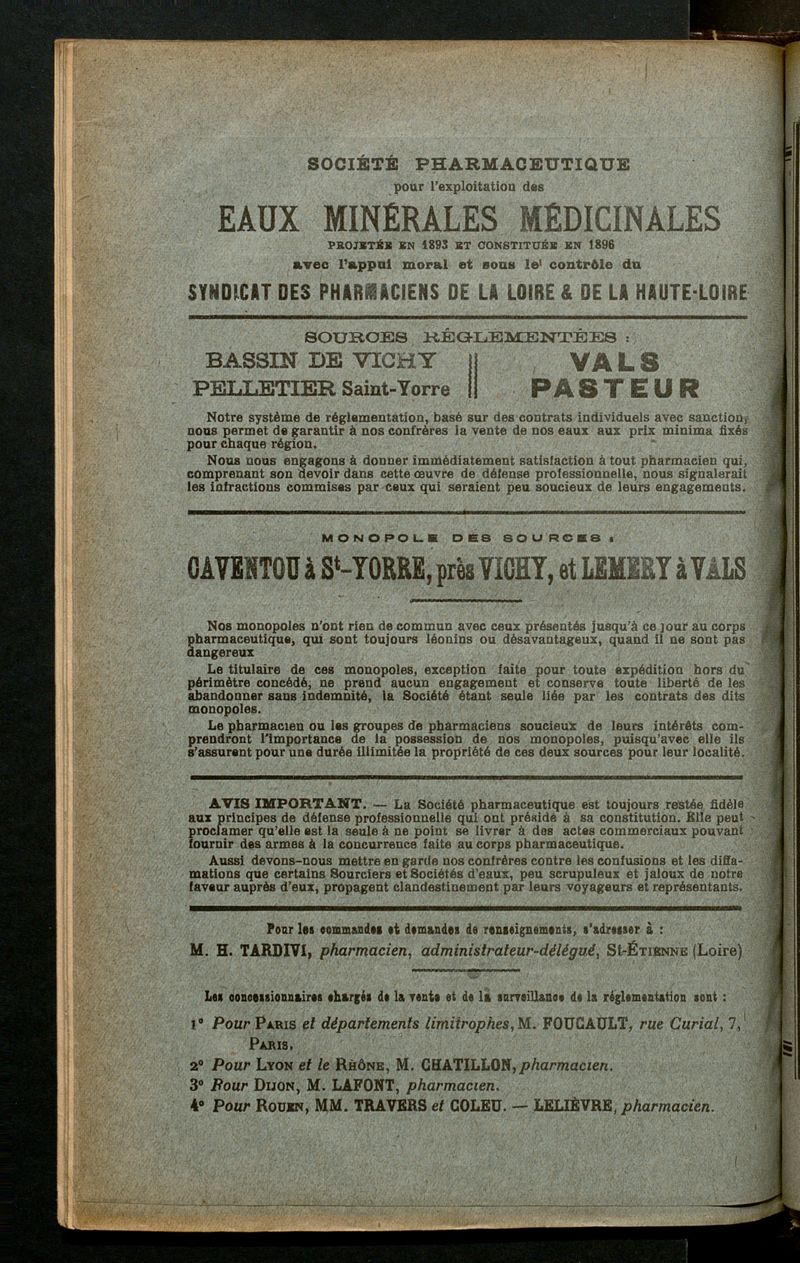 SOCIÉTÉ PHARMACEUTIQUE
pour l'exploitation des
EAUX MINÉRALES MÉDICINALES
PROJETÉE EN 1893 ET CONSTITUÉE EN 1896
avec l'appui moral et sous le contrôle du
SYNDICAT DES PHARMACIENS DE LA LOIRE & DE LA HAUTE-LOIRE
SOURCES RÉGLEMENTÉES :
BASSIN DE VICHY
PELLETIER Saint-Yorre
VALS
PASTEUR
Notre système de réglementation, basé sur des contrats individuels avec sanction,
nous permet de garantir à nos confrères la vente de nos eaux aux prix minima fixés
pour chaque région.
Nous nous engagons à donner immédiatement satisfaction à tout pharmacien qui,
comprenant son devoir dans cette œuvre de défense professionnelle, nous signalerait
les infractions commises par ceux qui seraient peu soucieux de leurs engagements.
MONOPOLE DES SOURCES :
CAVENTOU à St-YORRE, près VICHY, et LEMERY à VALS
Nos monopoles n'ont rien de commun avec ceux présentés jusqu'à ce jour au corps
pharmaceutique, qui sont toujours léonins ou désavantageux, quand il ne sont pas
dangereux
Le titulaire de ces monopoles, exception faite pour toute expédition hors du
périmètre concédé, ne prend aucun engagement et conserve toute liberté de les
abandonner sans indemnité, la Société étant seule liée par les contrats des dits
monopoles.
Le pharmacien ou les groupes de pharmaciens soucieux de leurs intérêts com-
prendront l'importance de la possession de nos monopoles, puisqu'avec elle ils
s'assurent pour une durée illimitée la propriété de ces deux sources pour leur localité.
AVIS IMPORTANT. — La Société pharmaceutique est toujours restée fidèle
aux principes de défense professionnelle qui ont présidé à sa constitution. Elle peut
proclamer qu'elle est la seule à ne point se livrer à des actes commerciaux pouvant
fournir des armes à la concurrence faite au corps pharmaceutique.
Aussi devons-nous mettre en garde nos confrères contre les confusions et les diffa-
mations que certains Sourciers et Sociétés d'eaux, peu scrupuleux et jaloux de notre
faveur auprès d'eux, propagent clandestinement par leurs voyageurs et représentants.
Pour les commandes et demandes de renseignements, s'adresser à :
M. H. TARDIVI, pharmacien, administrateur-délégué, St-ÉTIENNE (Loire)
Les concessionnaires chargés de la vente et de la surveillance de la réglementation sont :
1° Pour PARIS et départements limitrophes, M. FOUCAULT, rue Curial, 7,
PARIS.
2° Pour LYON et le RHÔNE, M. CHATILLON, pharmacien.
3° Pour DIJON, M. LAFONT, pharmacien.
4° Pour ROUEN, MM. TRAVERS et COLEU. — LELIÈVRE, pharmacien.